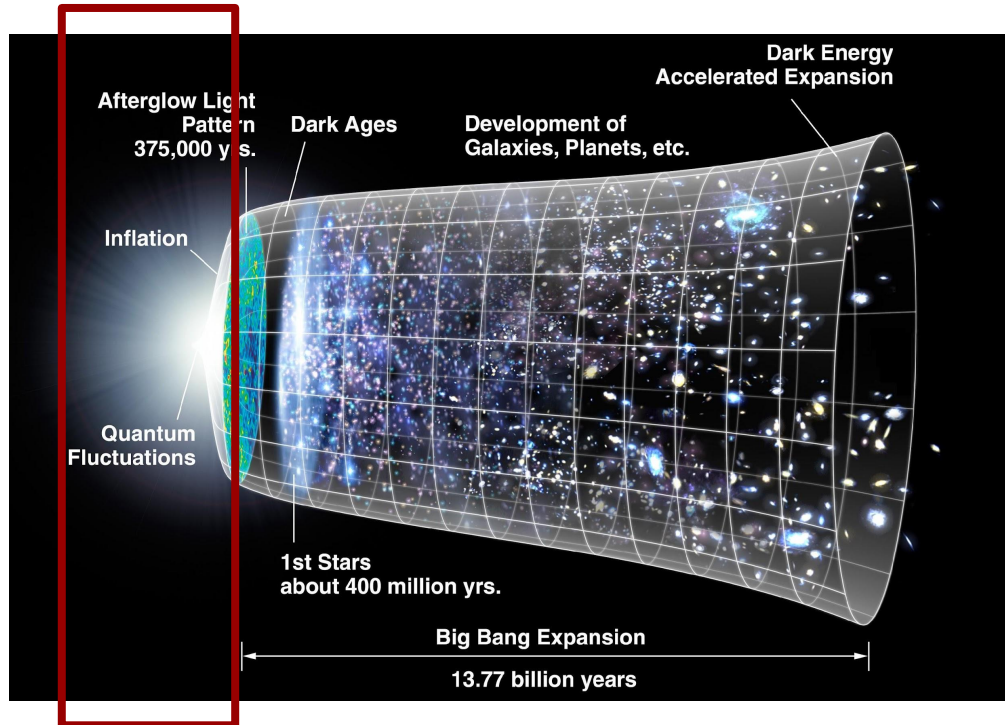 Dark Energy
Accelerated Expansion
Afterglow Light
Pattern
375,000 yrs.
Dark Ages
Development of
Galaxies, Planets, etc.
Inflation
Quantum
Fluctuations
1st Stars
about 400 million yrs.
Big Bang Expansion
13.77 billion years